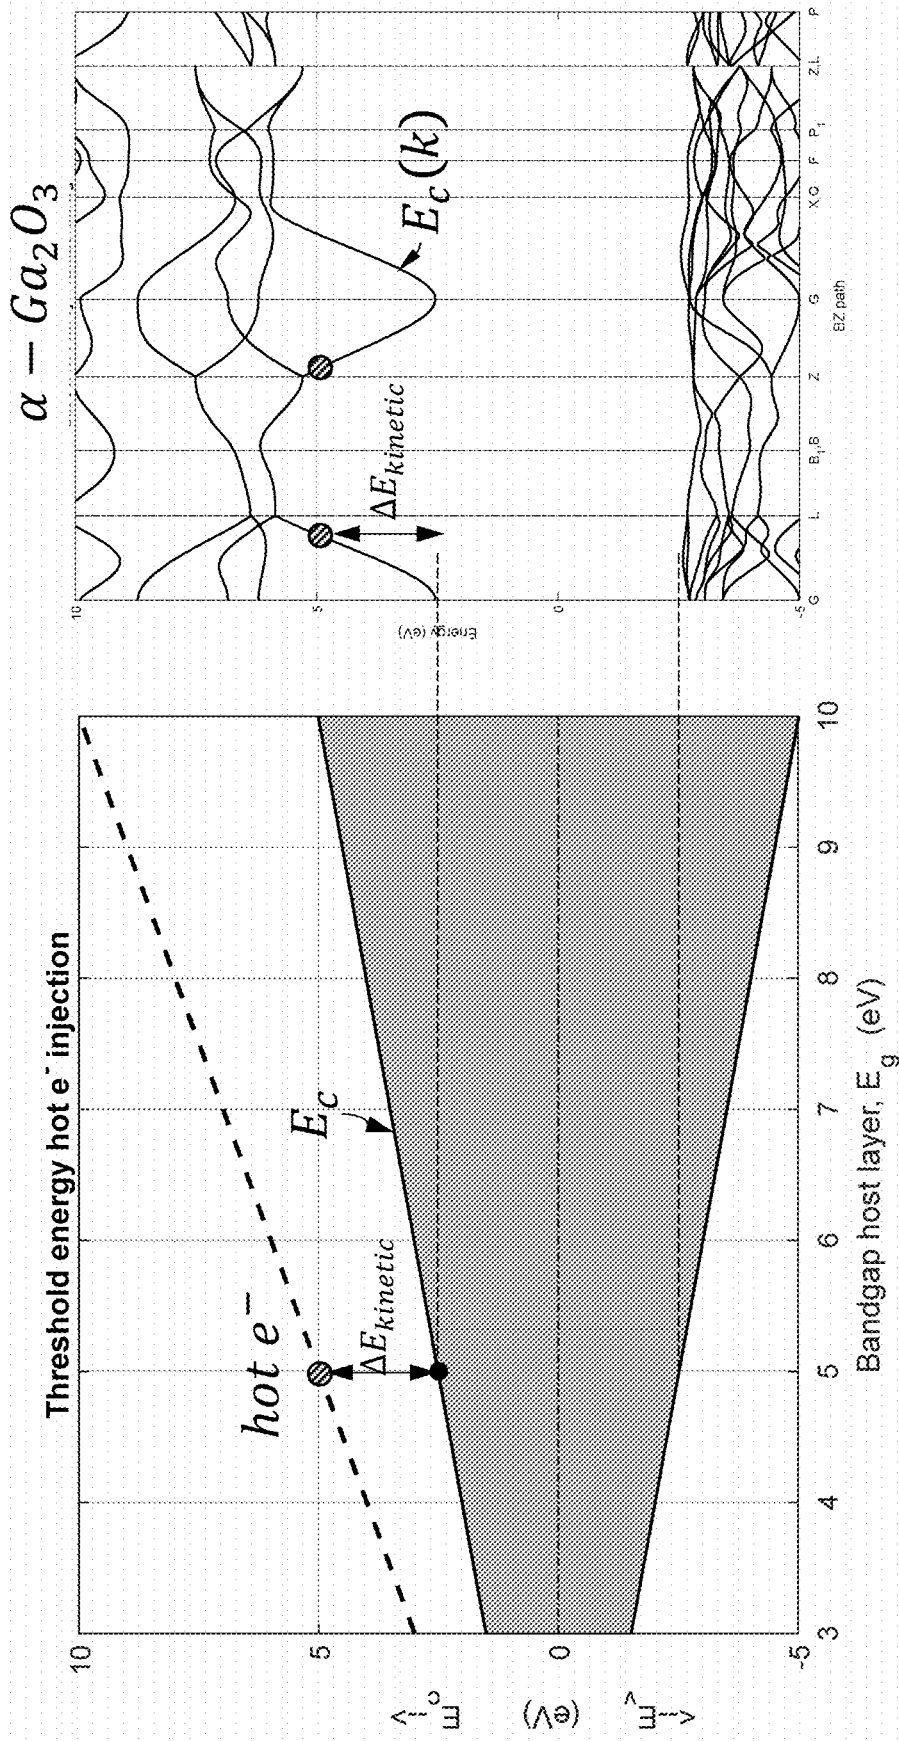 Threshold energy hot e⁻ injection
10
5
0
-5
<---Eᵥ (eV) E꜀--->
3
4
5
6
7
8
9
10
Bandgap host layer, E_g (eV)
hot e⁻
ΔE_kinetic
E_c
α − Ga₂O₃
10
5
0
-5
Energy (eV)
G
L
B₁,B
Z
G
X,Q
F
P₁
Z,L
P
BZ path
ΔE_kinetic
E_c(k)